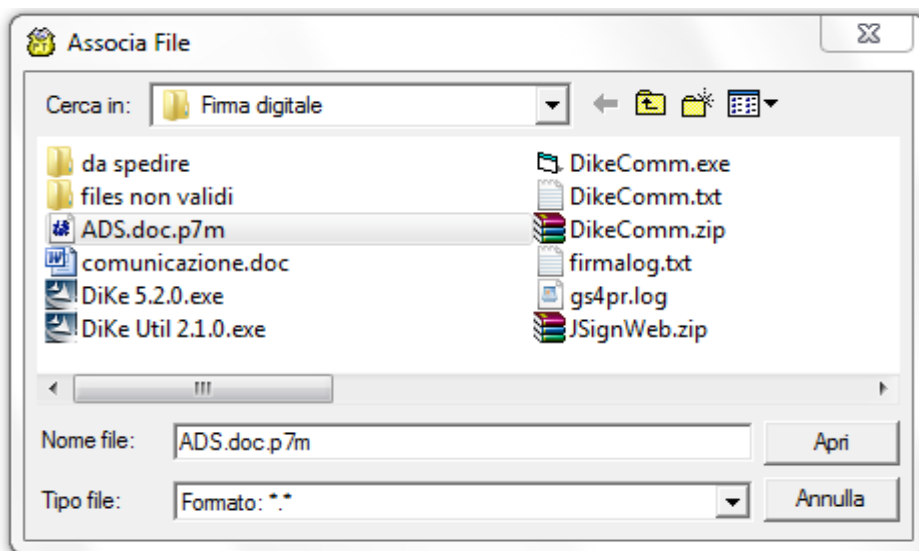 Associa File
Cerca in: Firma digitale
da spedire
files non validi
ADS.doc.p7m
comunicazione.doc
DiKe 5.2.0.exe
DiKe Util 2.1.0.exe
DikeComm.exe
DikeComm.txt
DikeComm.zip
firmalog.txt
gs4pr.log
JSignWeb.zip
Nome file: ADS.doc.p7m Apri
Tipo file: Formato: *.* Annulla